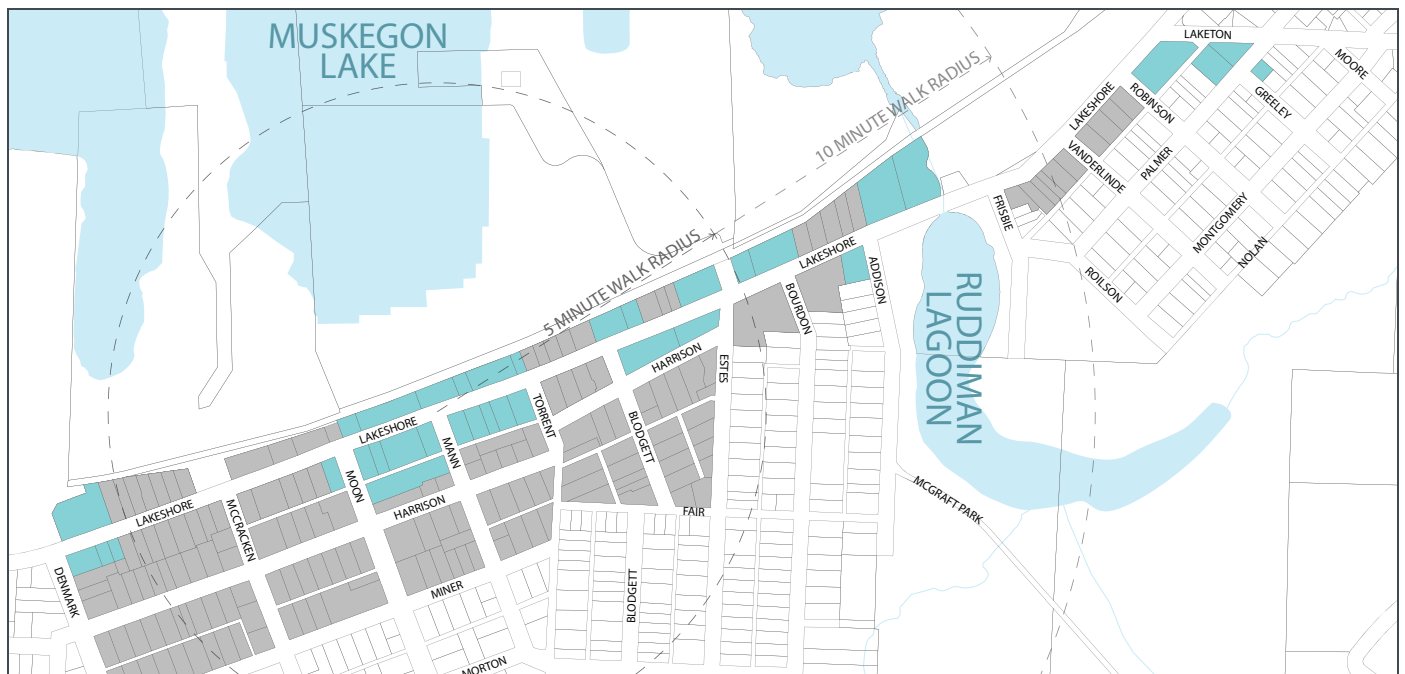 MUSKEGON
LAKE
LAKETON
MOORE
GREELEY
ROBINSON
LAKESHORE
10 MINUTE WALK RADIUS
VANDERLINDE
PALMER
FRISBIE
MONTGOMERY
NOLAN
ROILSON
5 MINUTE WALK RADIUS
LAKESHORE
ADDISON
BOURDON
RUDDIMAN
LAGOON
HARRISON
ESTES
TORRENT
BLODGETT
LAKESHORE
MANN
MOON
HARRISON
LAKESHORE
MCCRACKEN
FAIR
MCGRAFT PARK
DENMARK
MINER
BLODGETT
MORTON